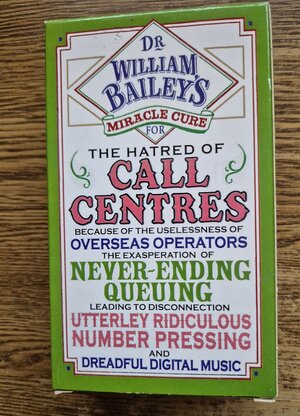 DR
WILLIAM
BAILEY'S
MIRACLE CURE
FOR
THE HATRED OF
CALL
CENTRES
BECAUSE OF THE USELESSNESS OF
OVERSEAS OPERATORS
THE EXASPERATION OF
NEVER-ENDING
QUEUING
LEADING TO DISCONNECTION
UTTERLEY RIDICULOUS
NUMBER PRESSING
AND
DREADFUL DIGITAL MUSIC